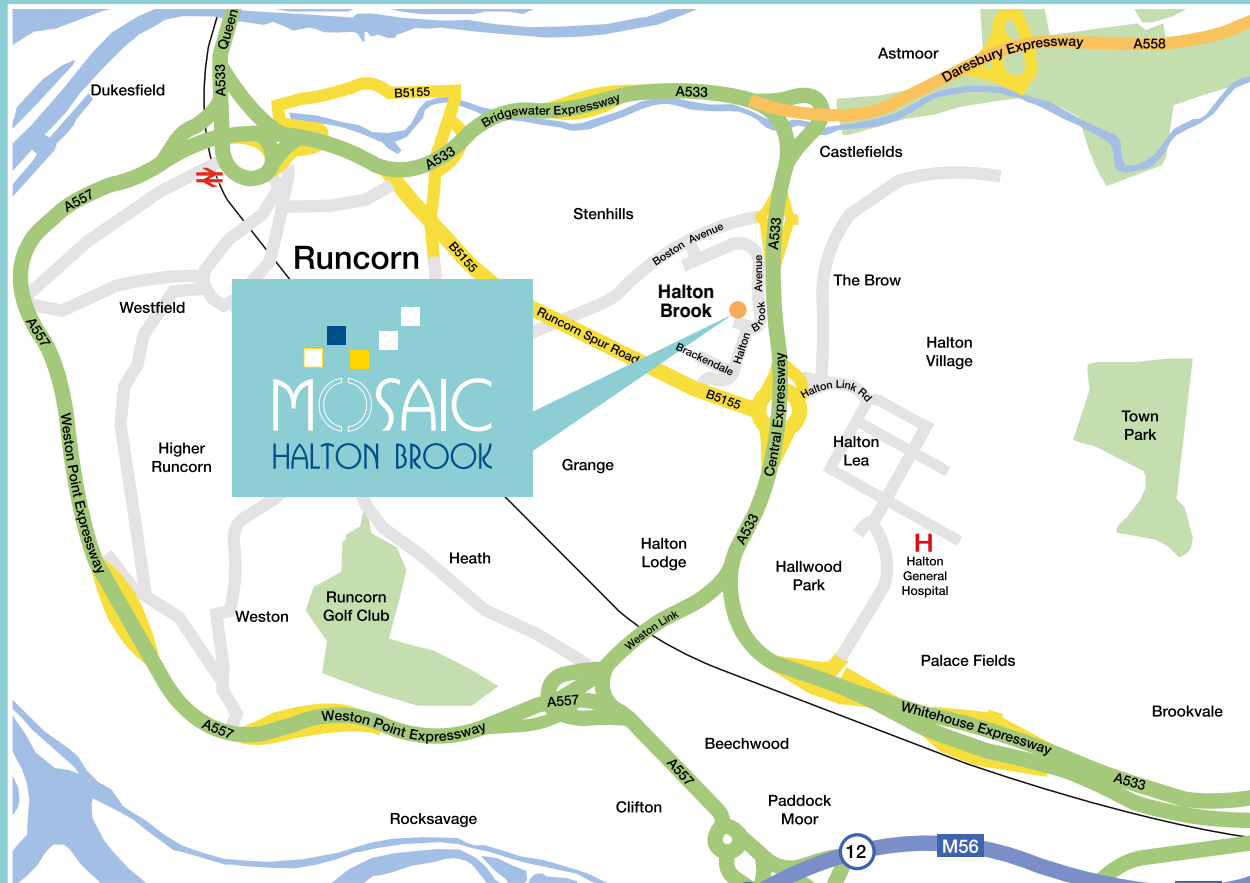 Queen
A533
Dukesfield
B5155
Bridgewater Expressway
A533
Astmoor
Daresbury Expressway
A558
A533
Castlefields
A557
Stenhills
A533
Boston Avenue
Runcorn
B5155
The Brow
Westfield
Halton
Brook
Halton Brook Avenue
A557
Runcorn Spur Road
Brackendale
Halton
Village
MOSAIC
HALTON BROOK
B5155
Halton Link Rd
Central Expressway
Town
Park
Weston Point Expressway
Higher
Runcorn
Grange
Halton
Lea
A533
H
Halton
General
Hospital
Heath
Halton
Lodge
Hallwood
Park
Runcorn
Golf Club
Weston
Weston Link
Palace Fields
A557
A557
Weston Point Expressway
Whitehouse Expressway
Brookvale
Beechwood
A557
A533
Clifton
Paddock
Moor
Rocksavage
12
M56